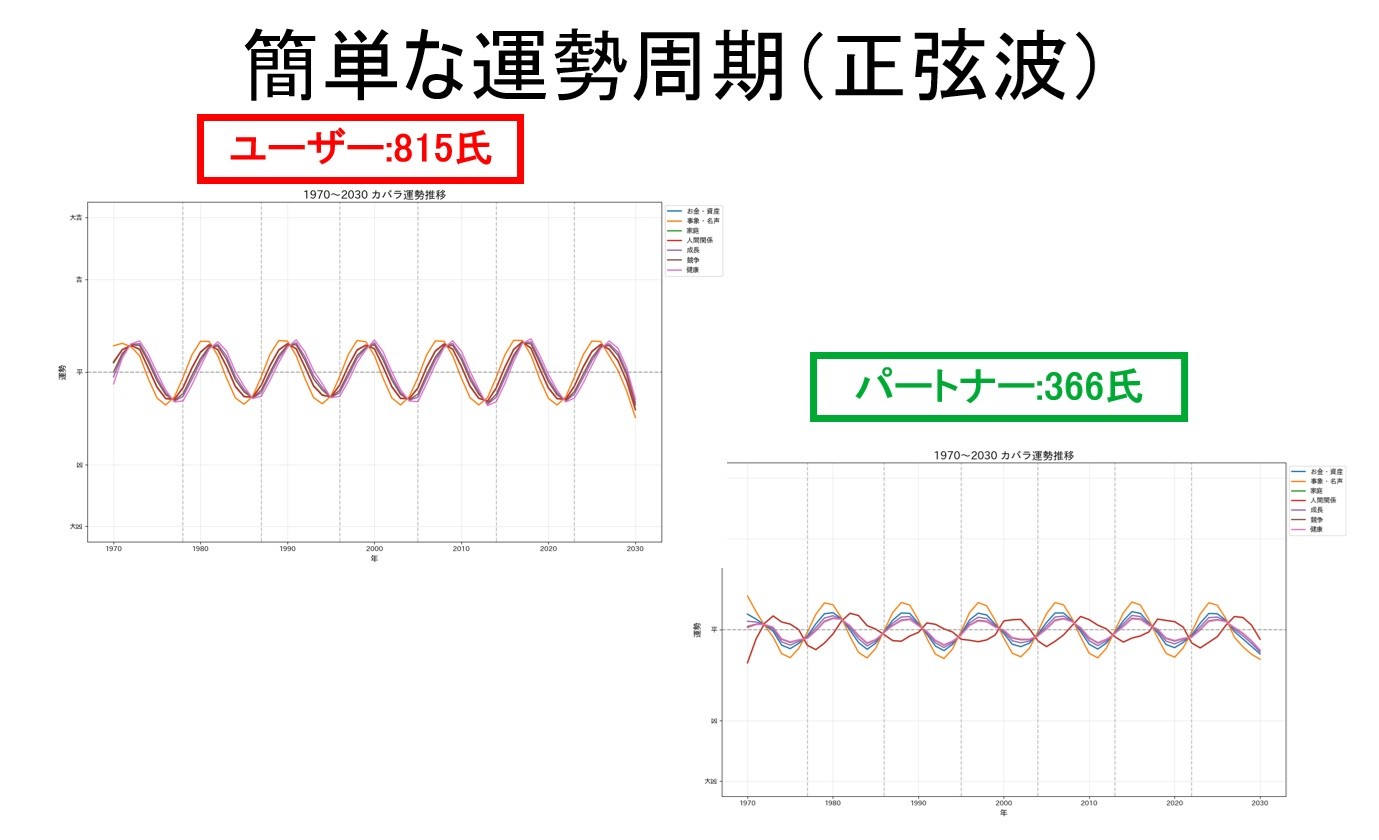 簡単な運勢周期(正弦波)
ユーザー:815氏
1970～2030 カバラ運勢推移
大吉
吉
平
凶
大凶
運勢
1970 1980 1990 2000 2010 2020 2030
年
お金・資産
事象・名声
家庭
人間関係
成長
競争
健康
パートナー:366氏
1970～2030 カバラ運勢推移
平
凶
大凶
運勢
1970 1980 1990 2000 2010 2020 2030
年
お金・資産
事象・名声
家庭
人間関係
成長
競争
健康